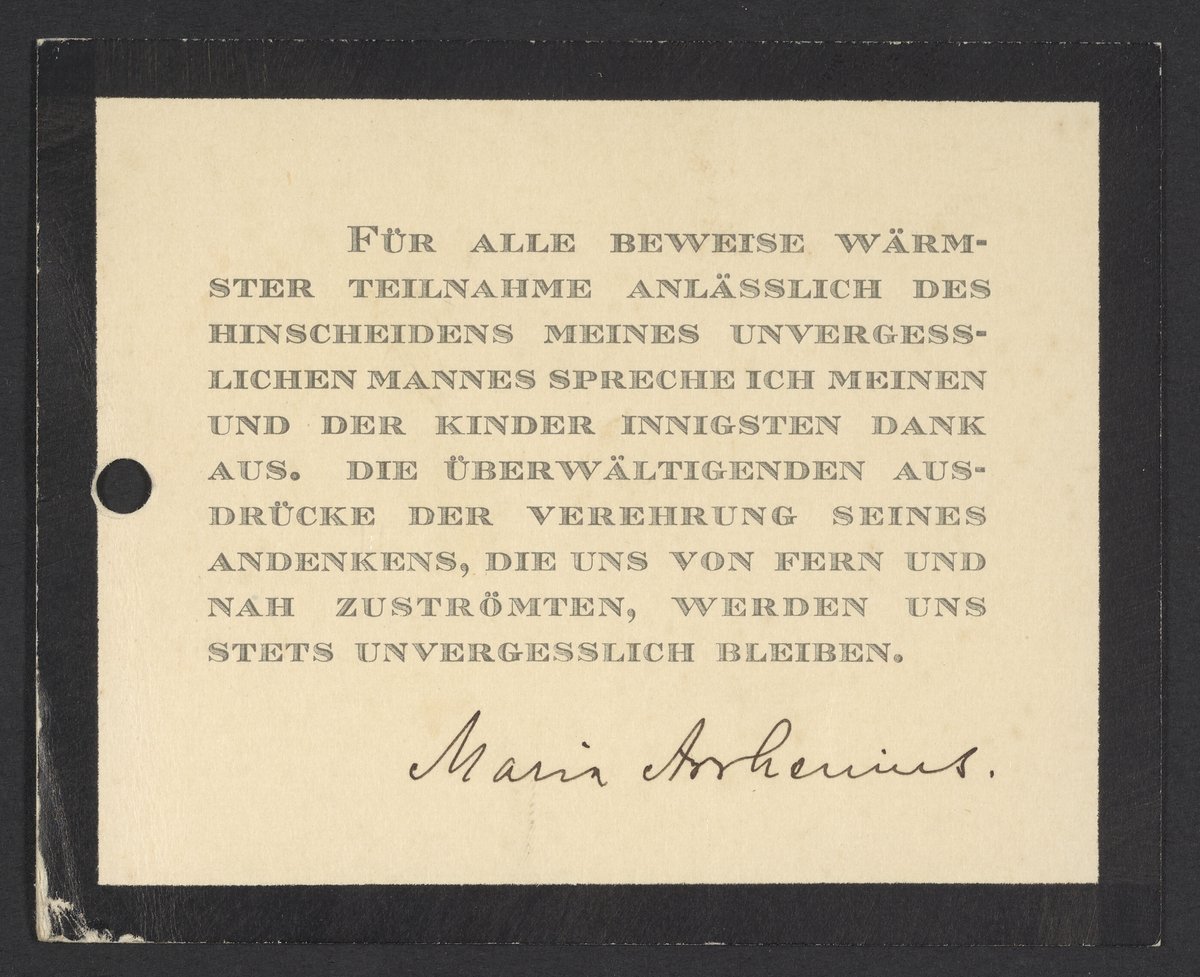 FÜR ALLE BEWEISE WÄRM-
STER TEILNAHME ANLÄSSLICH DES
HINSCHEIDENS MEINES UNVERGESS-
LICHEN MANNES SPRECHE ICH MEINEN
UND DER KINDER INNIGSTEN DANK
AUS. DIE ÜBERWÄLTIGENDEN AUS-
DRÜCKE DER VEREHRUNG SEINES
ANDENKENS, DIE UNS VON FERN UND
NAH ZUSTRÖMTEN, WERDEN UNS
STETS UNVERGESSLICH BLEIBEN.
Maria Arrhenius.